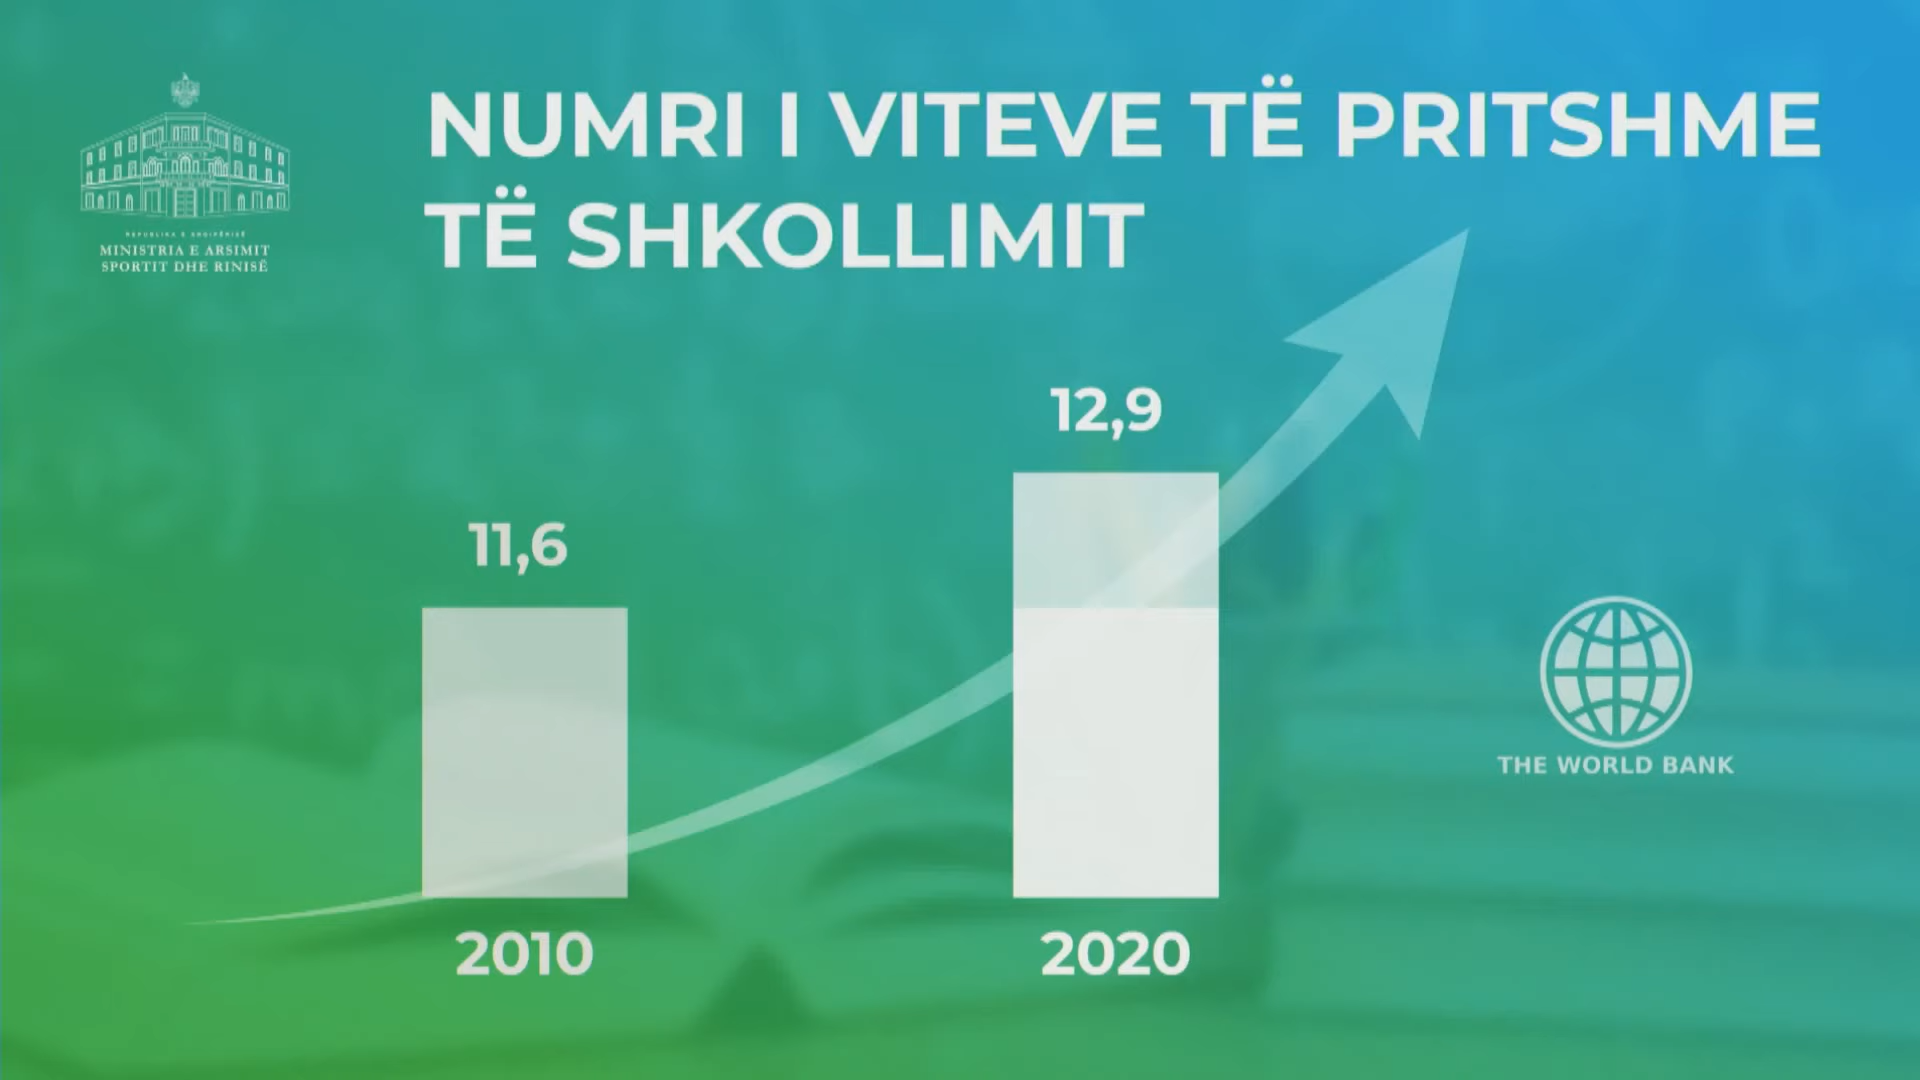 NUMRI I VITEVE TË PRITSHME
TË SHKOLLIMIT
REPUBLIKA E SHQIPËRISË
MINISTRIA E ARSIMIT
SPORTIT DHE RINISË
12,9
11,6
THE WORLD BANK
2010
2020